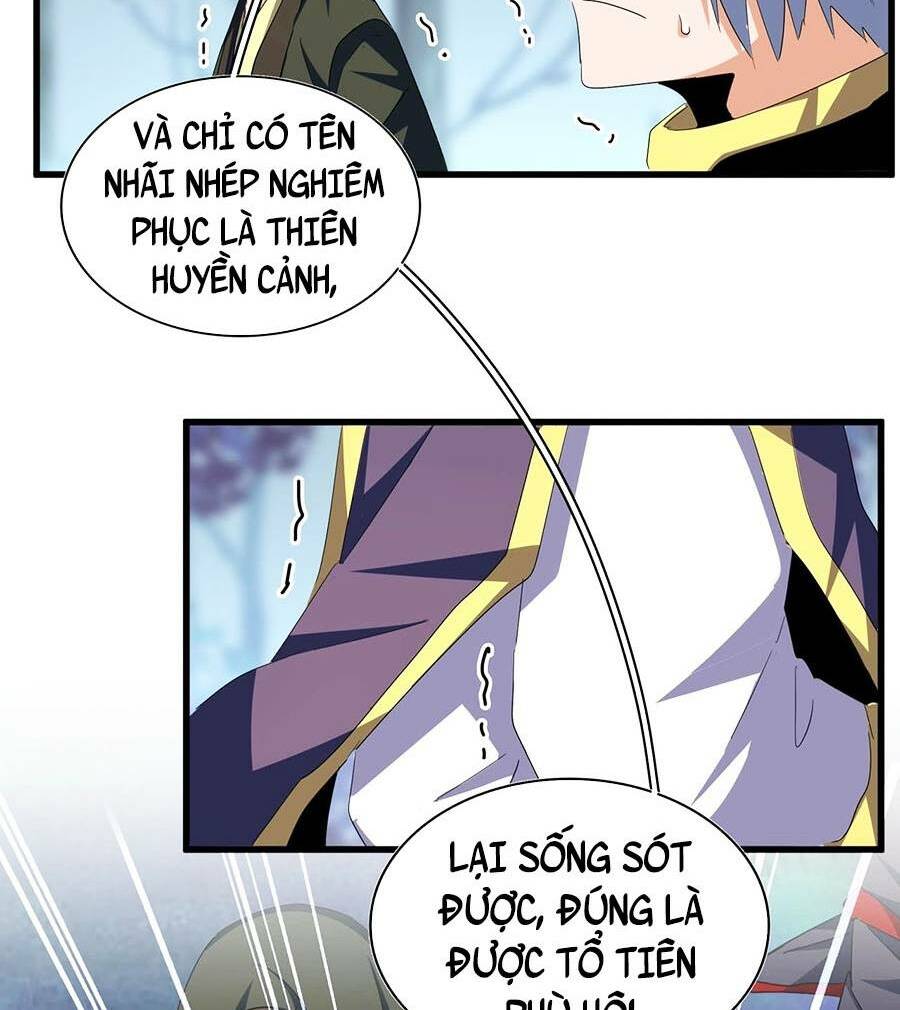 VÀ CHỈ CÓ TÊN
NHÃI NHÉP NGHIÊM
PHỤC LÀ THIÊN
HUYỀN CẢNH,
LẠI SỐNG SÓT
ĐƯỢC, ĐÚNG LÀ
ĐƯỢC TỔ TIÊN